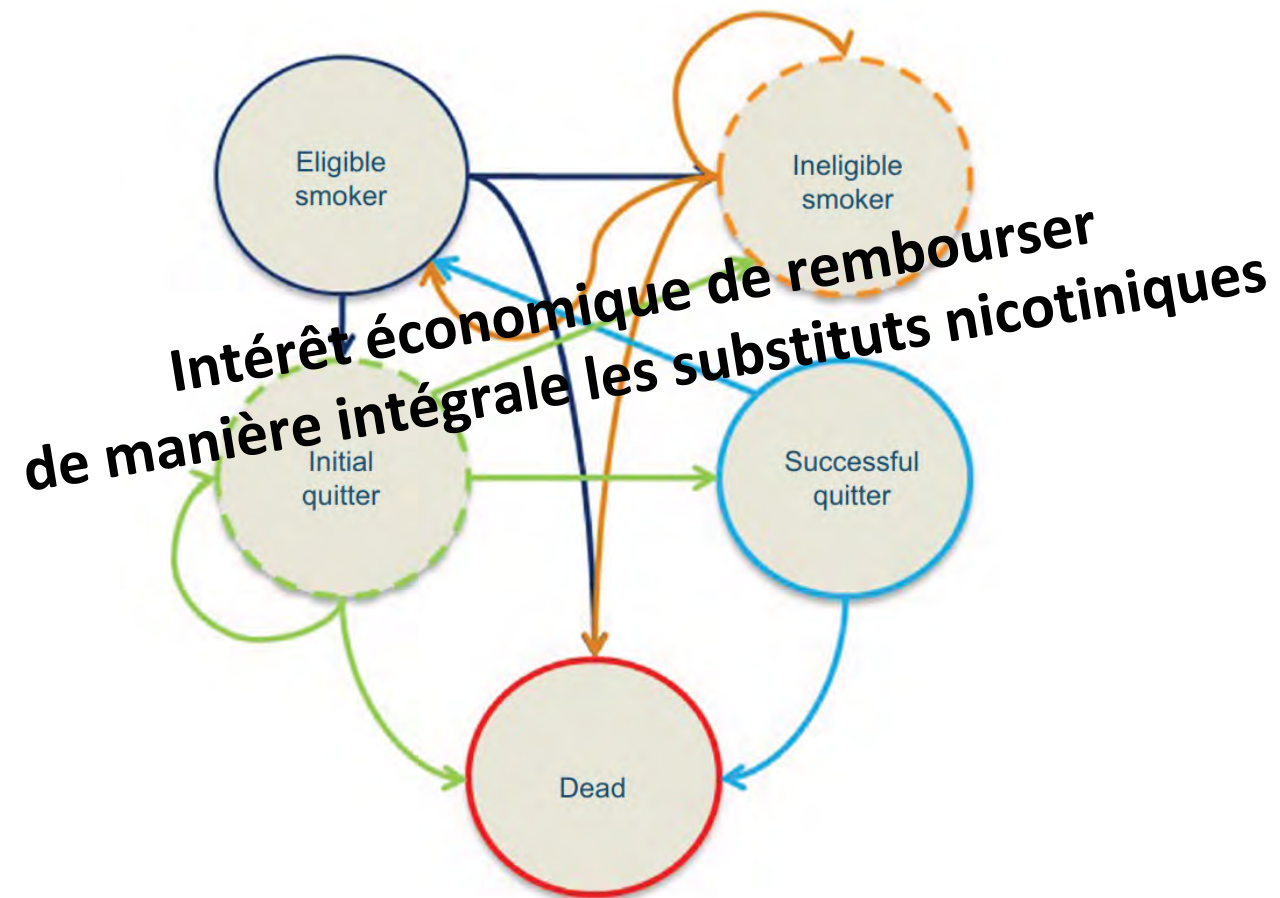 Eligible
smoker
Ineligible
smoker
Intérêt économique de rembourser
de manière intégrale les substituts nicotiniques
Initial
quitter
Successful
quitter
Dead